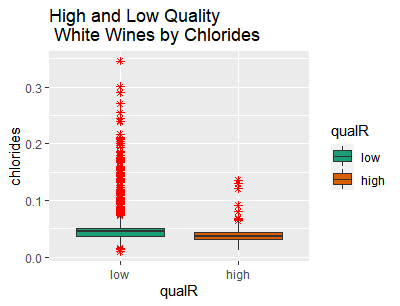 High and Low Quality
White Wines by Chlorides
chlorides
0.3
0.2
0.1
0.0
low
high
qualR
qualR
low
high